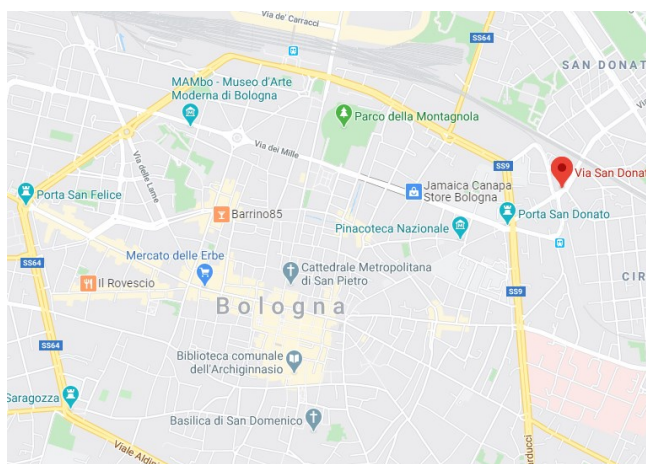 Via de' Carracci
SS64
SAN DONAT
MAMbo - Museo d'Arte
Moderna di Bologna
Parco della Montagnola
Via dei Mille
SS9
Via San Donat
Via delle Lame
Jamaica Canapa
Store Bologna
Porta San Felice
Barrino85
Porta San Donato
Pinacoteca Nazionale
Mercato delle Erbe
SS64
Cattedrale Metropolitana
di San Pietro
CIR
Il Rovescio
SS9
Bologna
SS64
Biblioteca comunale
dell'Archiginnasio
Saragozza
Basilica di San Domenico
Viale Aldini
arducci